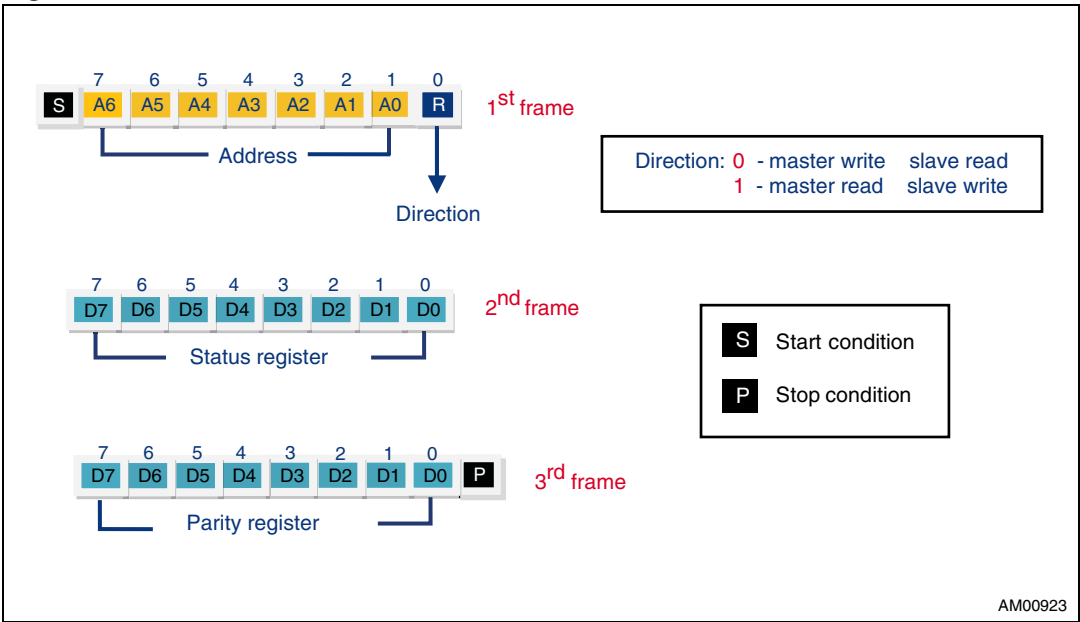 7 6 5 4 3 2 1 0
S A6 A5 A4 A3 A2 A1 A0 R 1st frame
Address
Direction
Direction: 0 - master write slave read
1 - master read slave write
7 6 5 4 3 2 1 0
D7 D6 D5 D4 D3 D2 D1 D0 2nd frame
Status register
S Start condition
P Stop condition
7 6 5 4 3 2 1 0
D7 D6 D5 D4 D3 D2 D1 D0 P 3rd frame
Parity register
AM00923